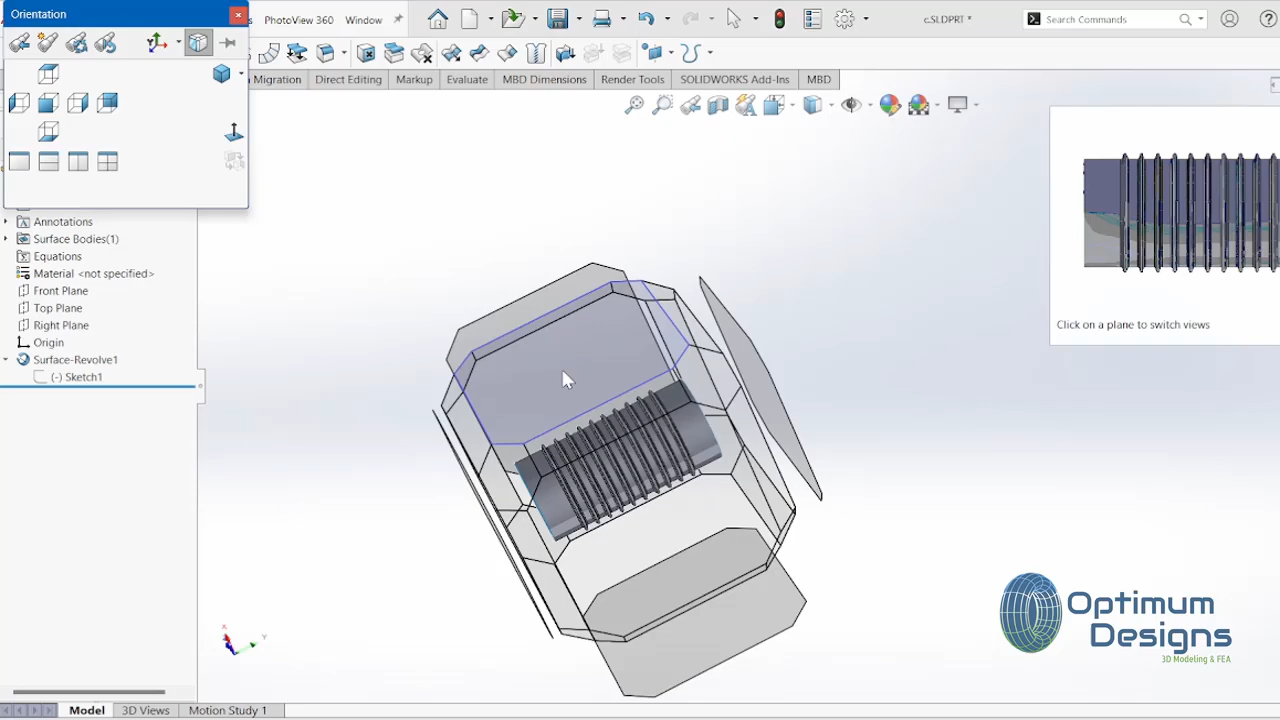 Orientation
PhotoView 360
Window
c.SLDPRT *
Search Commands
Migration
Direct Editing
Markup
Evaluate
MBD Dimensions
Render Tools
SOLIDWORKS Add-Ins
MBD
Annotations
Surface Bodies(1)
Equations
Material <not specified>
Front Plane
Top Plane
Right Plane
Origin
Surface-Revolve1
(-) Sketch1
Click on a plane to switch views
Optimum
Designs
3D Modeling & FEA
Y
Model
3D Views
Motion Study 1